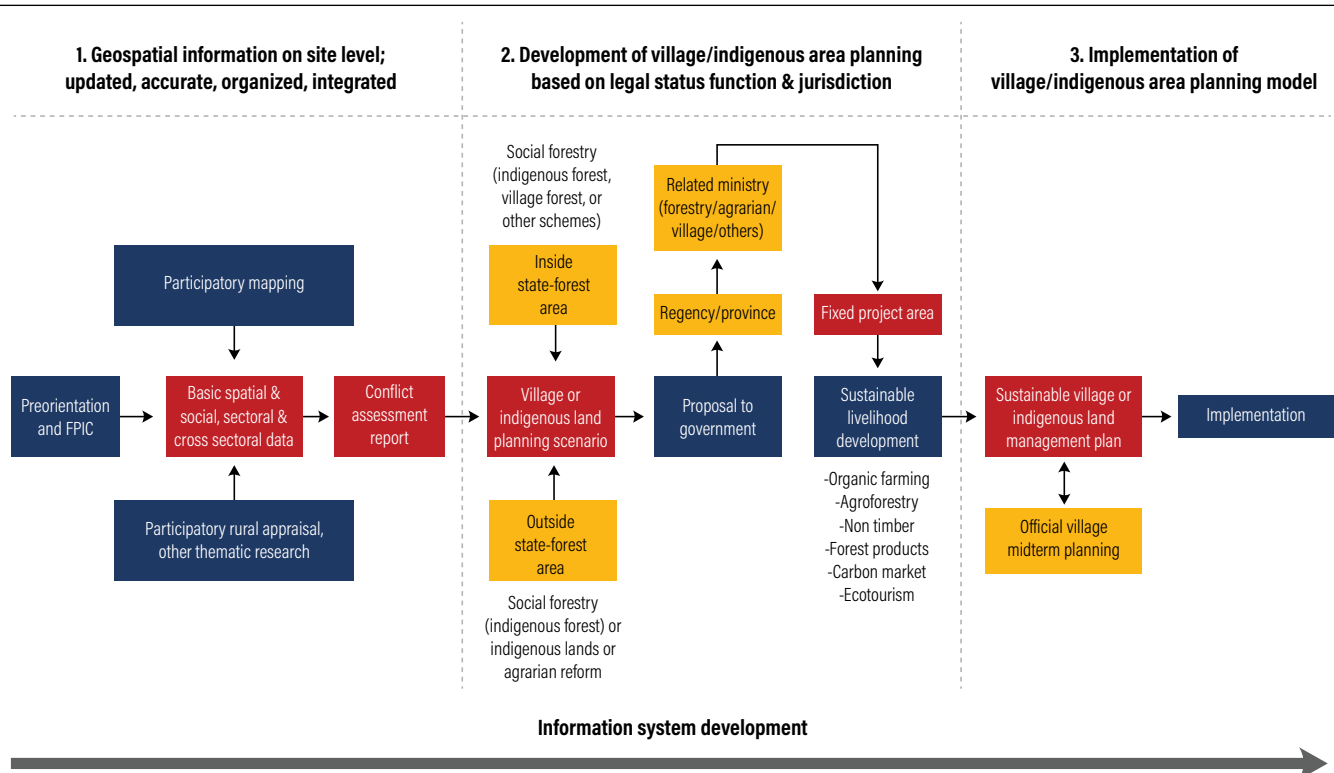 1. Geospatial information on site level;
updated, accurate, organized, integrated
2. Development of village/indigenous area planning
based on legal status function & jurisdiction
3. Implementation of
village/indigenous area planning model
Participatory mapping
Preorientation
and FPIC
Basic spatial &
social, sectoral &
cross sectoral data
Conflict
assessment
report
Participatory rural appraisal,
other thematic research
Social forestry
(indigenous forest,
village forest, or
other schemes)
Inside
state-forest
area
Village or
indigenous land
planning scenario
Outside
state-forest
area
Social forestry
(indigenous forest) or
indigenous lands or
agrarian reform
Related ministry
(forestry/agrarian/
village/others)
Regency/province
Proposal to
government
Fixed project area
Sustainable
livelihood
development
-Organic farming
-Agroforestry
-Non timber
-Forest products
-Carbon market
-Ecotourism
Sustainable village or
indigenous land
management plan
Official village
midterm planning
Implementation
Information system development